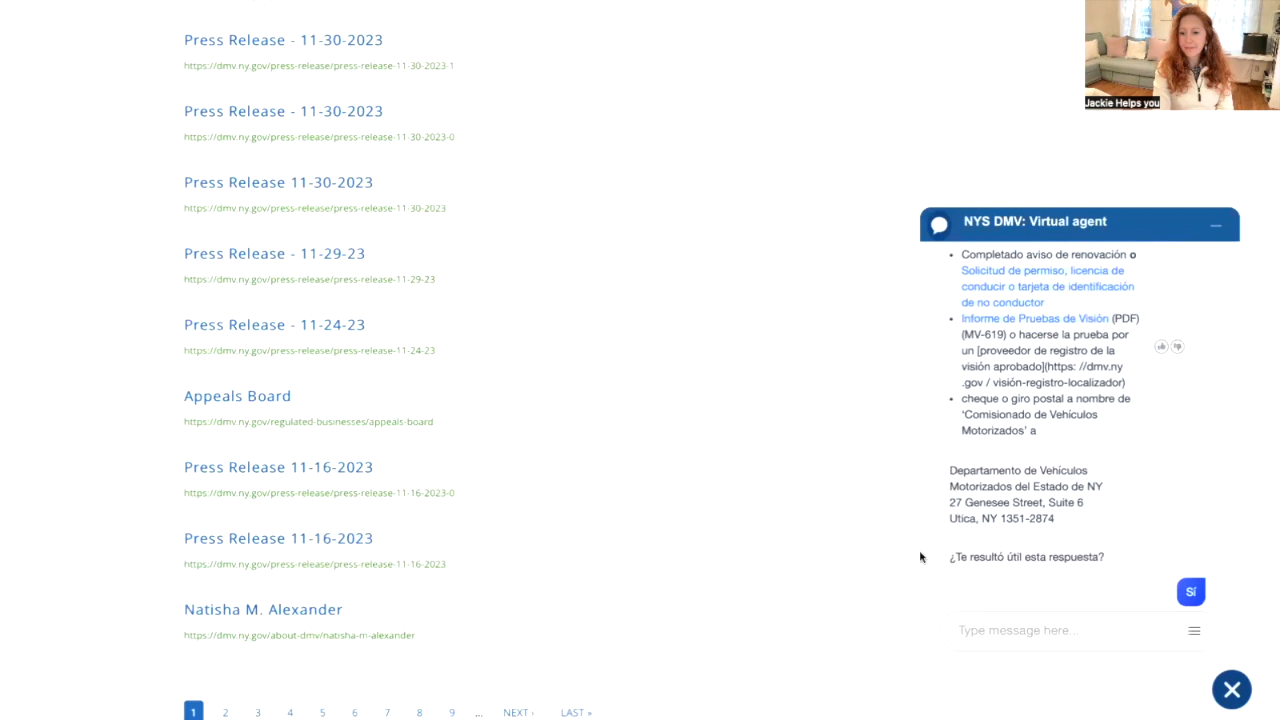 Press Release - 11-30-2023
https://dmv.ny.gov/press-release/press-release-11-30-2023-1
Press Release - 11-30-2023
https://dmv.ny.gov/press-release/press-release-11-30-2023-0
Press Release 11-30-2023
https://dmv.ny.gov/press-release/press-release-11-30-2023
Press Release - 11-29-23
https://dmv.ny.gov/press-release/press-release-11-29-23
Press Release - 11-24-23
https://dmv.ny.gov/press-release/press-release-11-24-23
Appeals Board
https://dmv.ny.gov/regulated-businesses/appeals-board
Press Release 11-16-2023
https://dmv.ny.gov/press-release/press-release-11-16-2023-0
Press Release 11-16-2023
https://dmv.ny.gov/press-release/press-release-11-16-2023
Natisha M. Alexander
https://dmv.ny.gov/about-dmv/natisha-m-alexander
1 2 3 4 5 6 7 8 9 ... NEXT › LAST »
Jackie Helps you
NYS DMV: Virtual agent
• Completado aviso de renovación o
Solicitud de permiso, licencia de
conducir o tarjeta de identificación
de no conductor
• Informe de Pruebas de Visión (PDF)
(MV-619) o hacerse la prueba por
un [proveedor de registro de la
visión aprobado](https: //dmv.ny
.gov / visión-registro-localizador)
• cheque o giro postal a nombre de
‘Comisionado de Vehículos
Motorizados’ a
Departamento de Vehículos
Motorizados del Estado de NY
27 Genesee Street, Suite 6
Utica, NY 1351-2874
¿Te resultó útil esta respuesta?
Sí
Type message here...